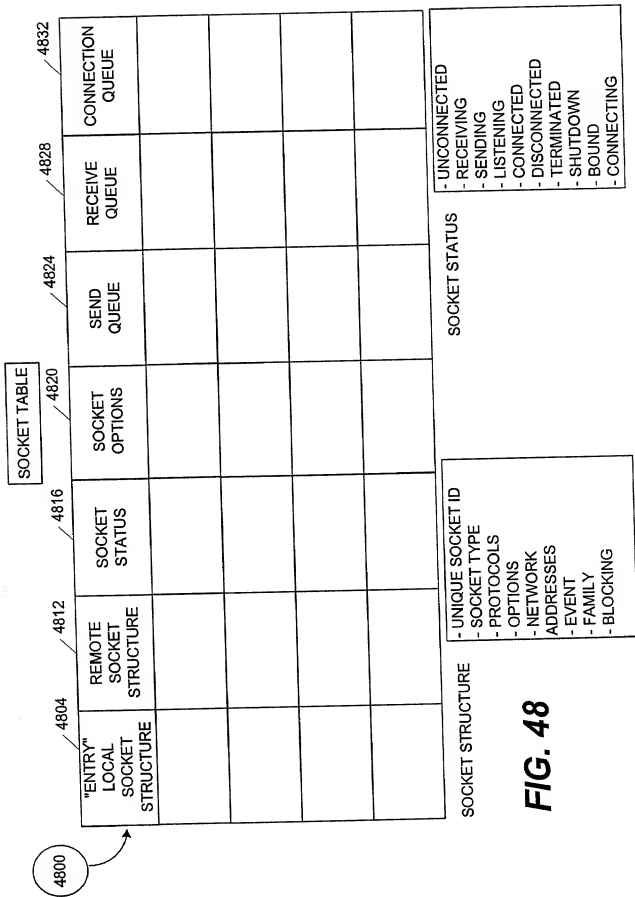 SOCKET TABLE
4800
4804
4812
4816
4820
4824
4828
4832
"ENTRY"
LOCAL
SOCKET
STRUCTURE
REMOTE
SOCKET
STRUCTURE
SOCKET
STATUS
SOCKET
OPTIONS
SEND
QUEUE
RECEIVE
QUEUE
CONNECTION
QUEUE
SOCKET STRUCTURE
- UNIQUE SOCKET ID
- SOCKET TYPE
- PROTOCOLS
- OPTIONS
- NETWORK
ADDRESSES
- EVENT
- FAMILY
- BLOCKING
SOCKET STATUS
- UNCONNECTED
- RECEIVING
- SENDING
- LISTENING
- CONNECTED
- DISCONNECTED
- TERMINATED
- SHUTDOWN
- BOUND
- CONNECTING
FIG. 48